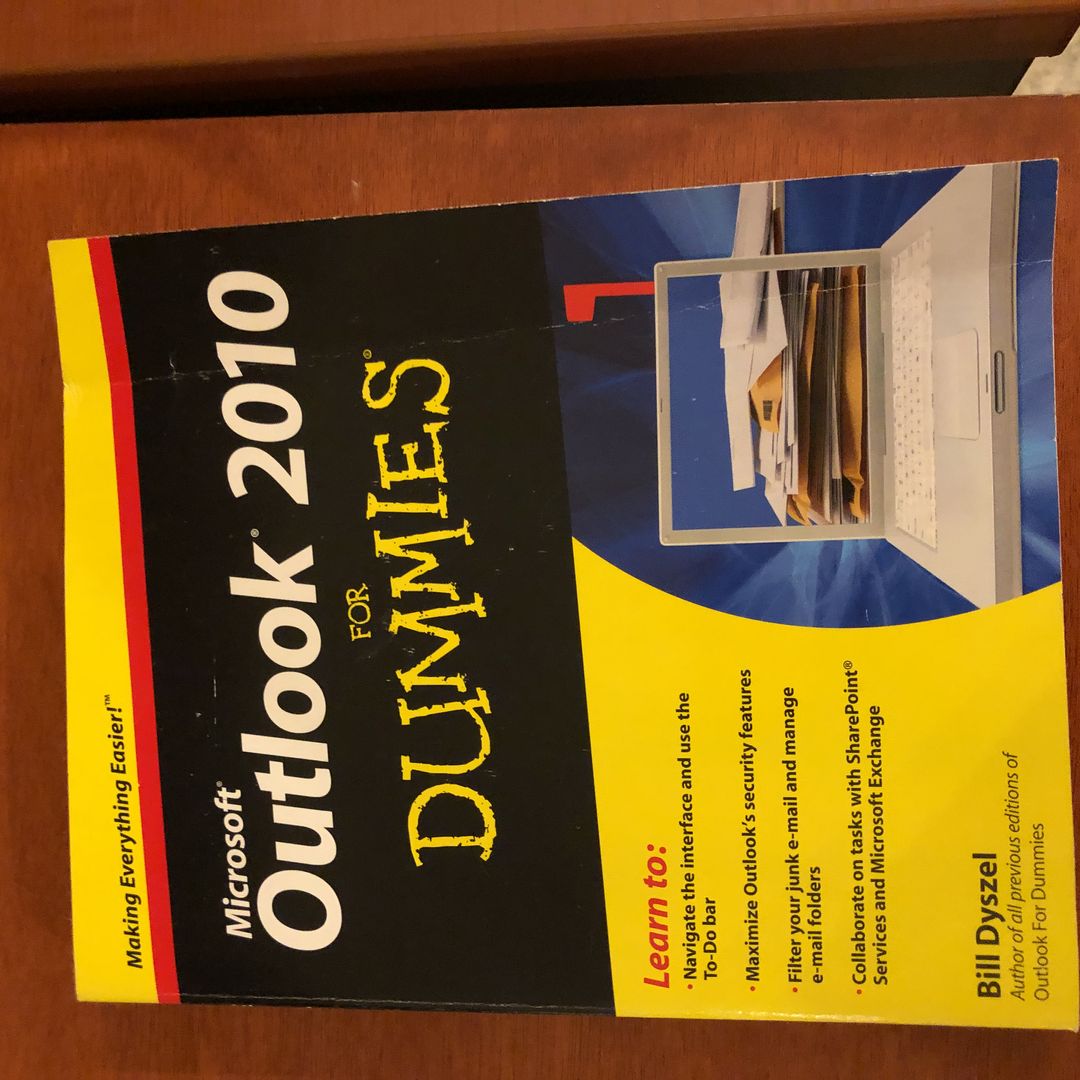 Making Everything Easier!™
Microsoft®
Outlook® 2010
FOR
DUMMIES®
1
Learn to:
• Navigate the interface and use the
To-Do bar
• Maximize Outlook's security features
• Filter your junk e-mail and manage
e-mail folders
• Collaborate on tasks with SharePoint®
Services and Microsoft Exchange
Bill Dyszel
Author of all previous editions of
Outlook For Dummies